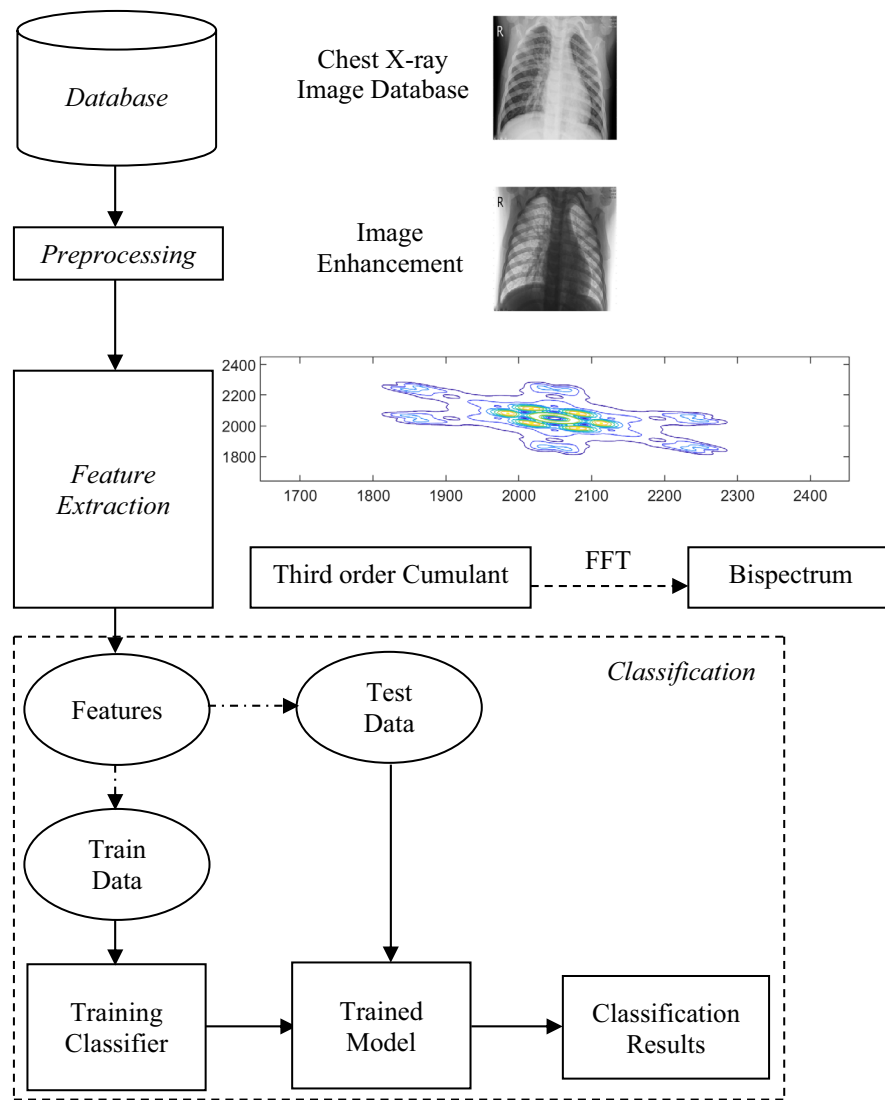 Database
Chest X-ray
Image Database
R
Preprocessing
Image
Enhancement
R
Feature
Extraction
2400
2200
2000
1800
1700 1800 1900 2000 2100 2200 2300 2400
Third order Cumulant
FFT
Bispectrum
Classification
Features
Test
Data
Train
Data
Training
Classifier
Trained
Model
Classification
Results